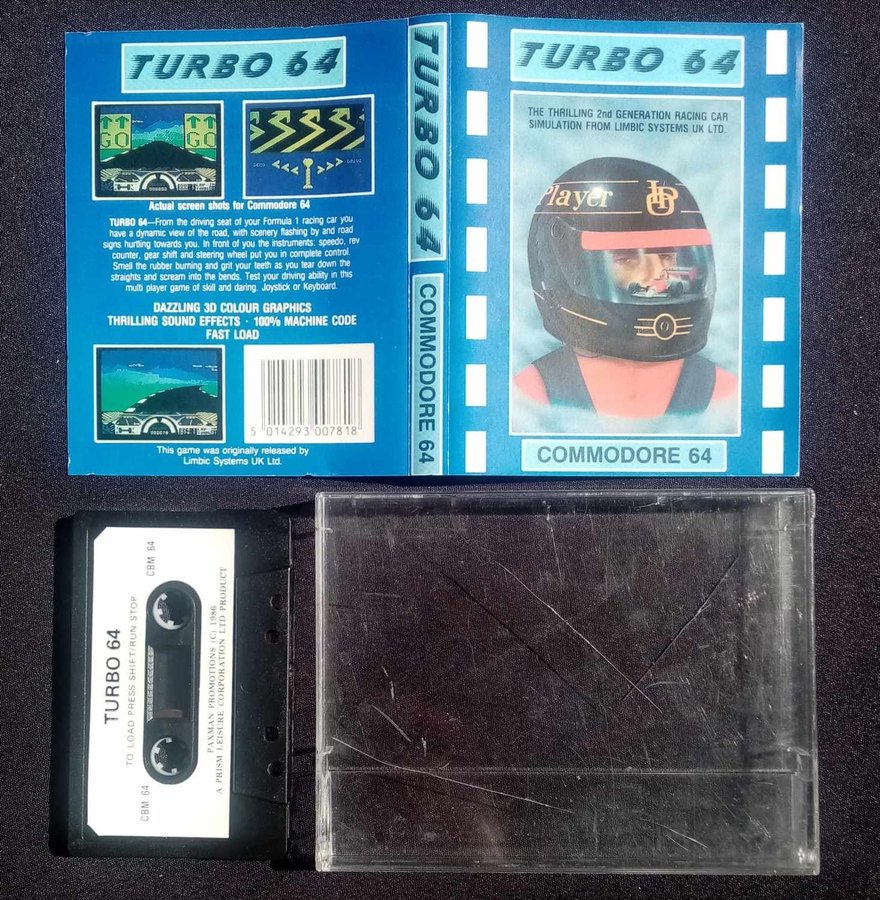 TURBO 64
GO GO
Actual screen shots for Commodore 64
TURBO 64—From the driving seat of your Formula 1 racing car you
have a dynamic view of the road, with scenery flashing by and road
signs hurtling towards you. In front of you the instruments: speedo, rev
counter, gear shift and steering wheel put you in complete control.
Smell the rubber burning and grit your teeth as you tear down the
straights and scream into the bends. Test your driving ability in this
multi player game of skill and daring. Joystick or Keyboard.
DAZZLING 3D COLOUR GRAPHICS
THRILLING SOUND EFFECTS · 100% MACHINE CODE
FAST LOAD
5 014293 007818
This game was originally released by
Limbic Systems UK Ltd.
TURBO 64
COMMODORE 64
TURBO 64
THE THRILLING 2nd GENERATION RACING CAR
SIMULATION FROM LIMBIC SYSTEMS UK LTD.
Player JPS
COMMODORE 64
TURBO 64
TO LOAD PRESS SHIFT/RUN STOP
CBM 64
CBM 64
PAXMAN PROMOTIONS (C) 1986
A PRISM LEISURE CORPORATION LTD PRODUCT